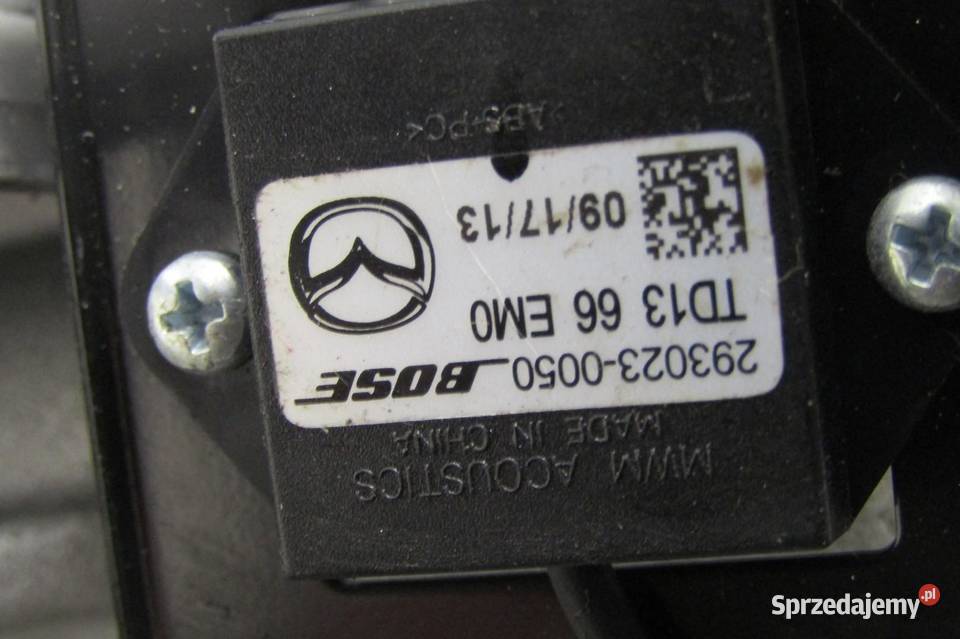 MWM ACOUSTICS
MADE IN CHINA
293023-0050 BOSE
TD13 66 EM0
09/17/13
>ABS-PC<
Sprzedajemy.pl